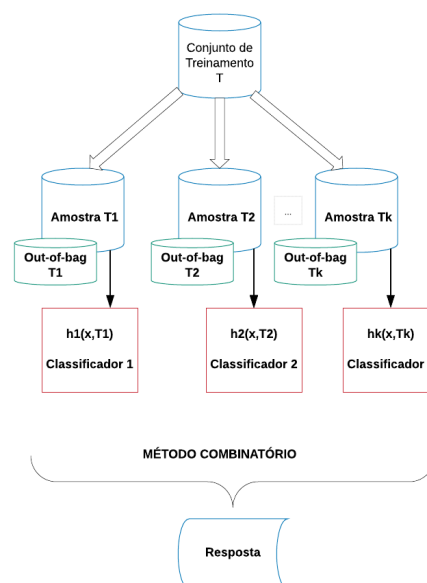 Conjunto de
Treinamento
T
Amostra T1
Amostra T2
...
Amostra Tk
Out-of-bag
T1
Out-of-bag
T2
Out-of-bag
Tk
h1(x,T1)
Classificador 1
h2(x,T2)
Classificador 2
hk(x,Tk)
Classificador
MÉTODO COMBINATÓRIO
Resposta